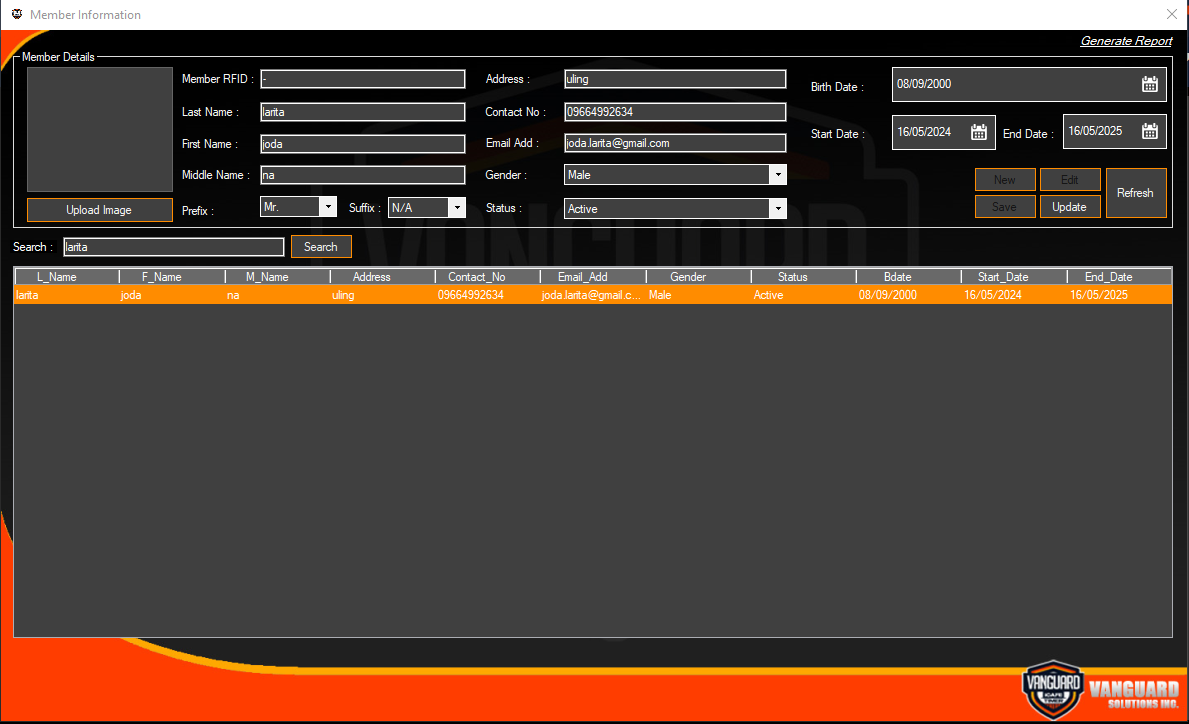 Member Information
Generate Report
Member Details
Member RFID : -
Address : uling
Birth Date : 08/09/2000
Last Name : larita
Contact No : 09664992634
First Name : joda
Email Add : joda.larita@gmail.com
Start Date : 16/05/2024
End Date : 16/05/2025
Middle Name : na
Gender : Male
New
Edit
Refresh
Upload Image
Prefix : Mr.
Suffix : N/A
Status : Active
Save
Update
Search : larita
Search
L_Name F_Name M_Name Address Contact_No Email_Add Gender Status Bdate Start_Date End_Date
larita joda na uling 09664992634 joda.larita@gmail.c... Male Active 08/09/2000 16/05/2024 16/05/2025
VANGUARD
VANGUARD
ICAFE
TIMER
VANGUARD
SOLUTIONS INC.